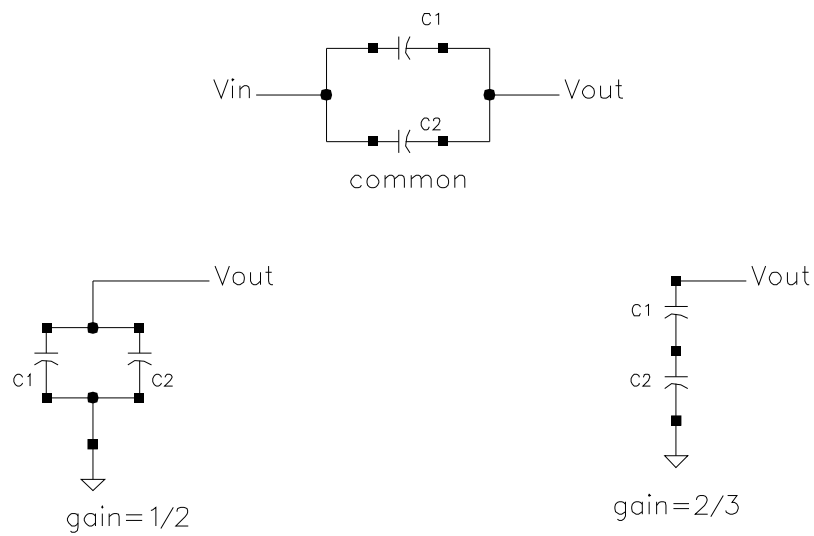 C1
Vin Vout
C2
common
Vout
C1 C2
gain=1/2
Vout
C1
C2
gain=2/3